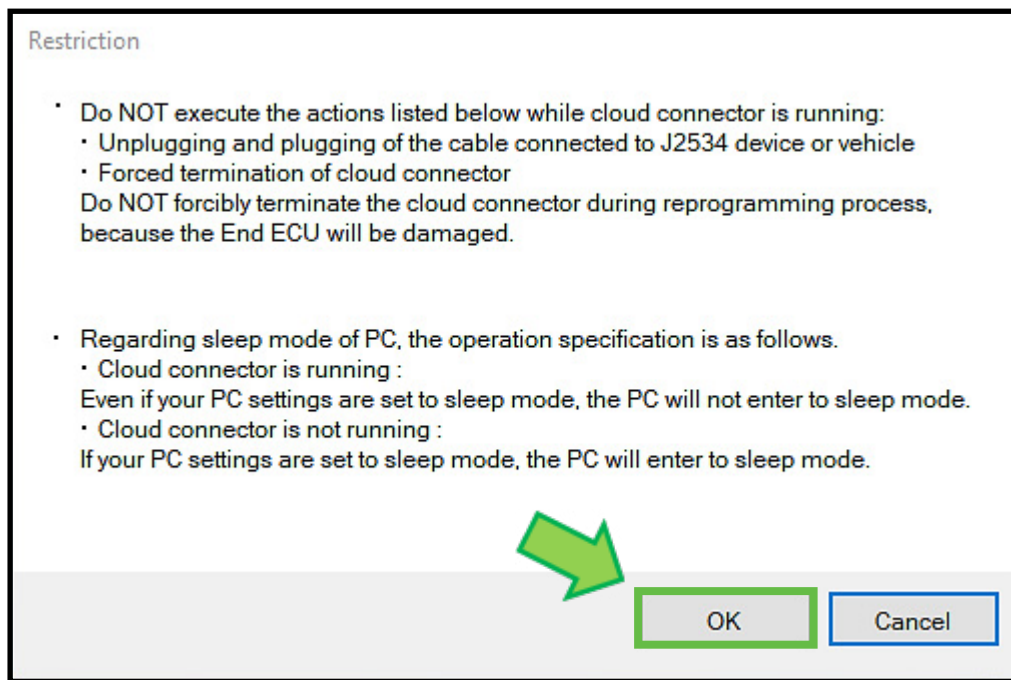 Restriction
・ Do NOT execute the actions listed below while cloud connector is running:
・Unplugging and plugging of the cable connected to J2534 device or vehicle
・Forced termination of cloud connector
Do NOT forcibly terminate the cloud connector during reprogramming process,
because the End ECU will be damaged.
・ Regarding sleep mode of PC, the operation specification is as follows.
・Cloud connector is running :
Even if your PC settings are set to sleep mode, the PC will not enter to sleep mode.
・Cloud connector is not running :
If your PC settings are set to sleep mode, the PC will enter to sleep mode.
OK
Cancel